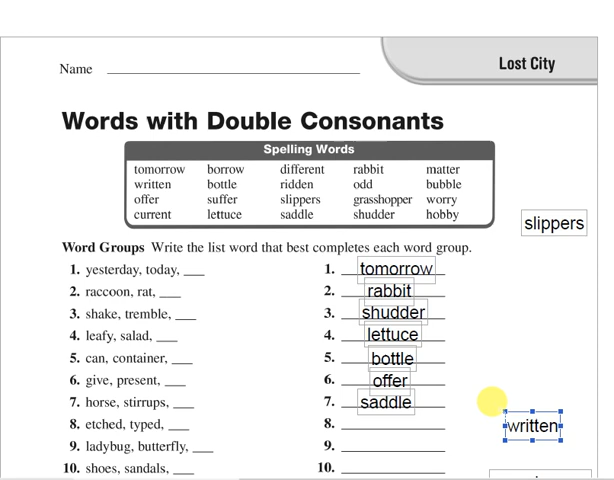 Lost City
Name
Words with Double Consonants
Spelling Words
tomorrow borrow different rabbit matter
written bottle ridden odd bubble
offer suffer slippers grasshopper worry
current lettuce saddle shudder hobby
slippers
Word Groups Write the list word that best completes each word group.
1. yesterday, today, ___ 1. tomorrow
2. raccoon, rat, ___ 2. rabbit
3. shake, tremble, ___ 3. shudder
4. leafy, salad, ___ 4. lettuce
5. can, container, ___ 5. bottle
6. give, present, ___ 6. offer
7. horse, stirrups, ___ 7. saddle
8. etched, typed, ___ 8.
written
9. ladybug, butterfly, ___ 9.
10. shoes, sandals, ___ 10.